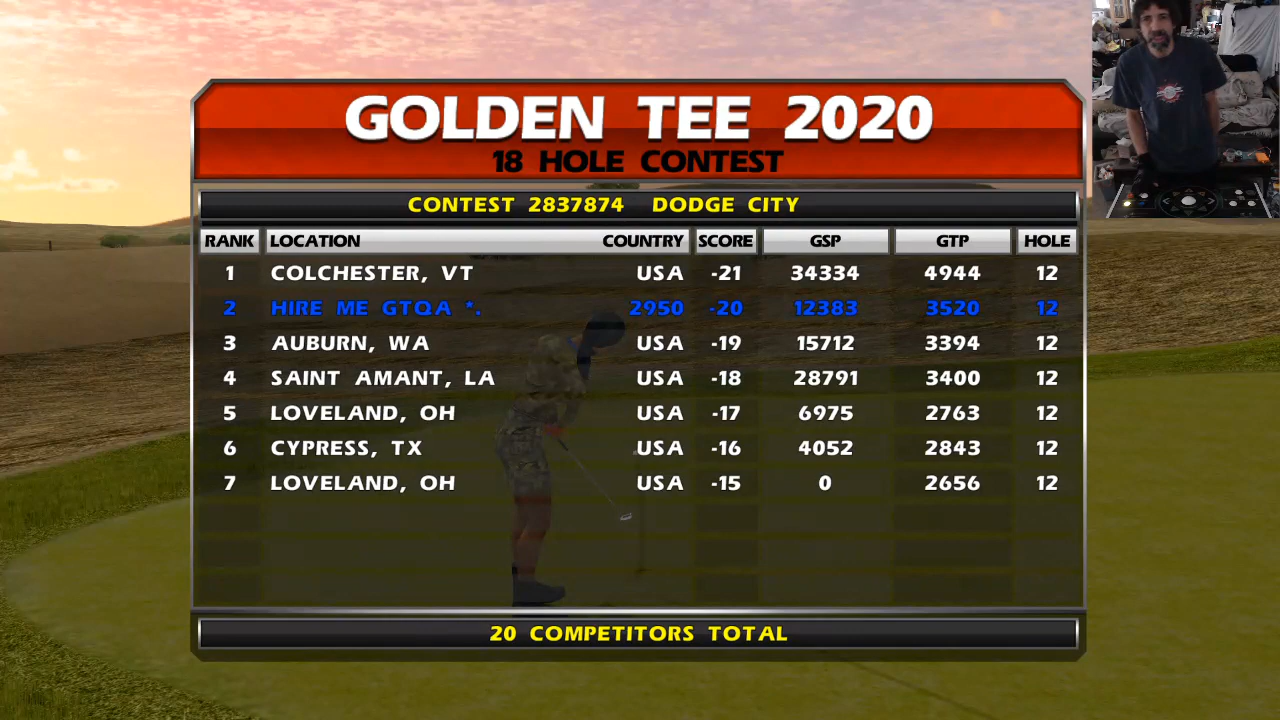 GOLDEN TEE 2020
18 HOLE CONTEST
CONTEST 2837874 DODGE CITY
RANK LOCATION COUNTRY SCORE GSP GTP HOLE
1 COLCHESTER, VT USA -21 34334 4944 12
2 HIRE ME GTQA *. 2950 -20 12383 3520 12
3 AUBURN, WA USA -19 15712 3394 12
4 SAINT AMANT, LA USA -18 28791 3400 12
5 LOVELAND, OH USA -17 6975 2763 12
6 CYPRESS, TX USA -16 4052 2843 12
7 LOVELAND, OH USA -15 0 2656 12
20 COMPETITORS TOTAL